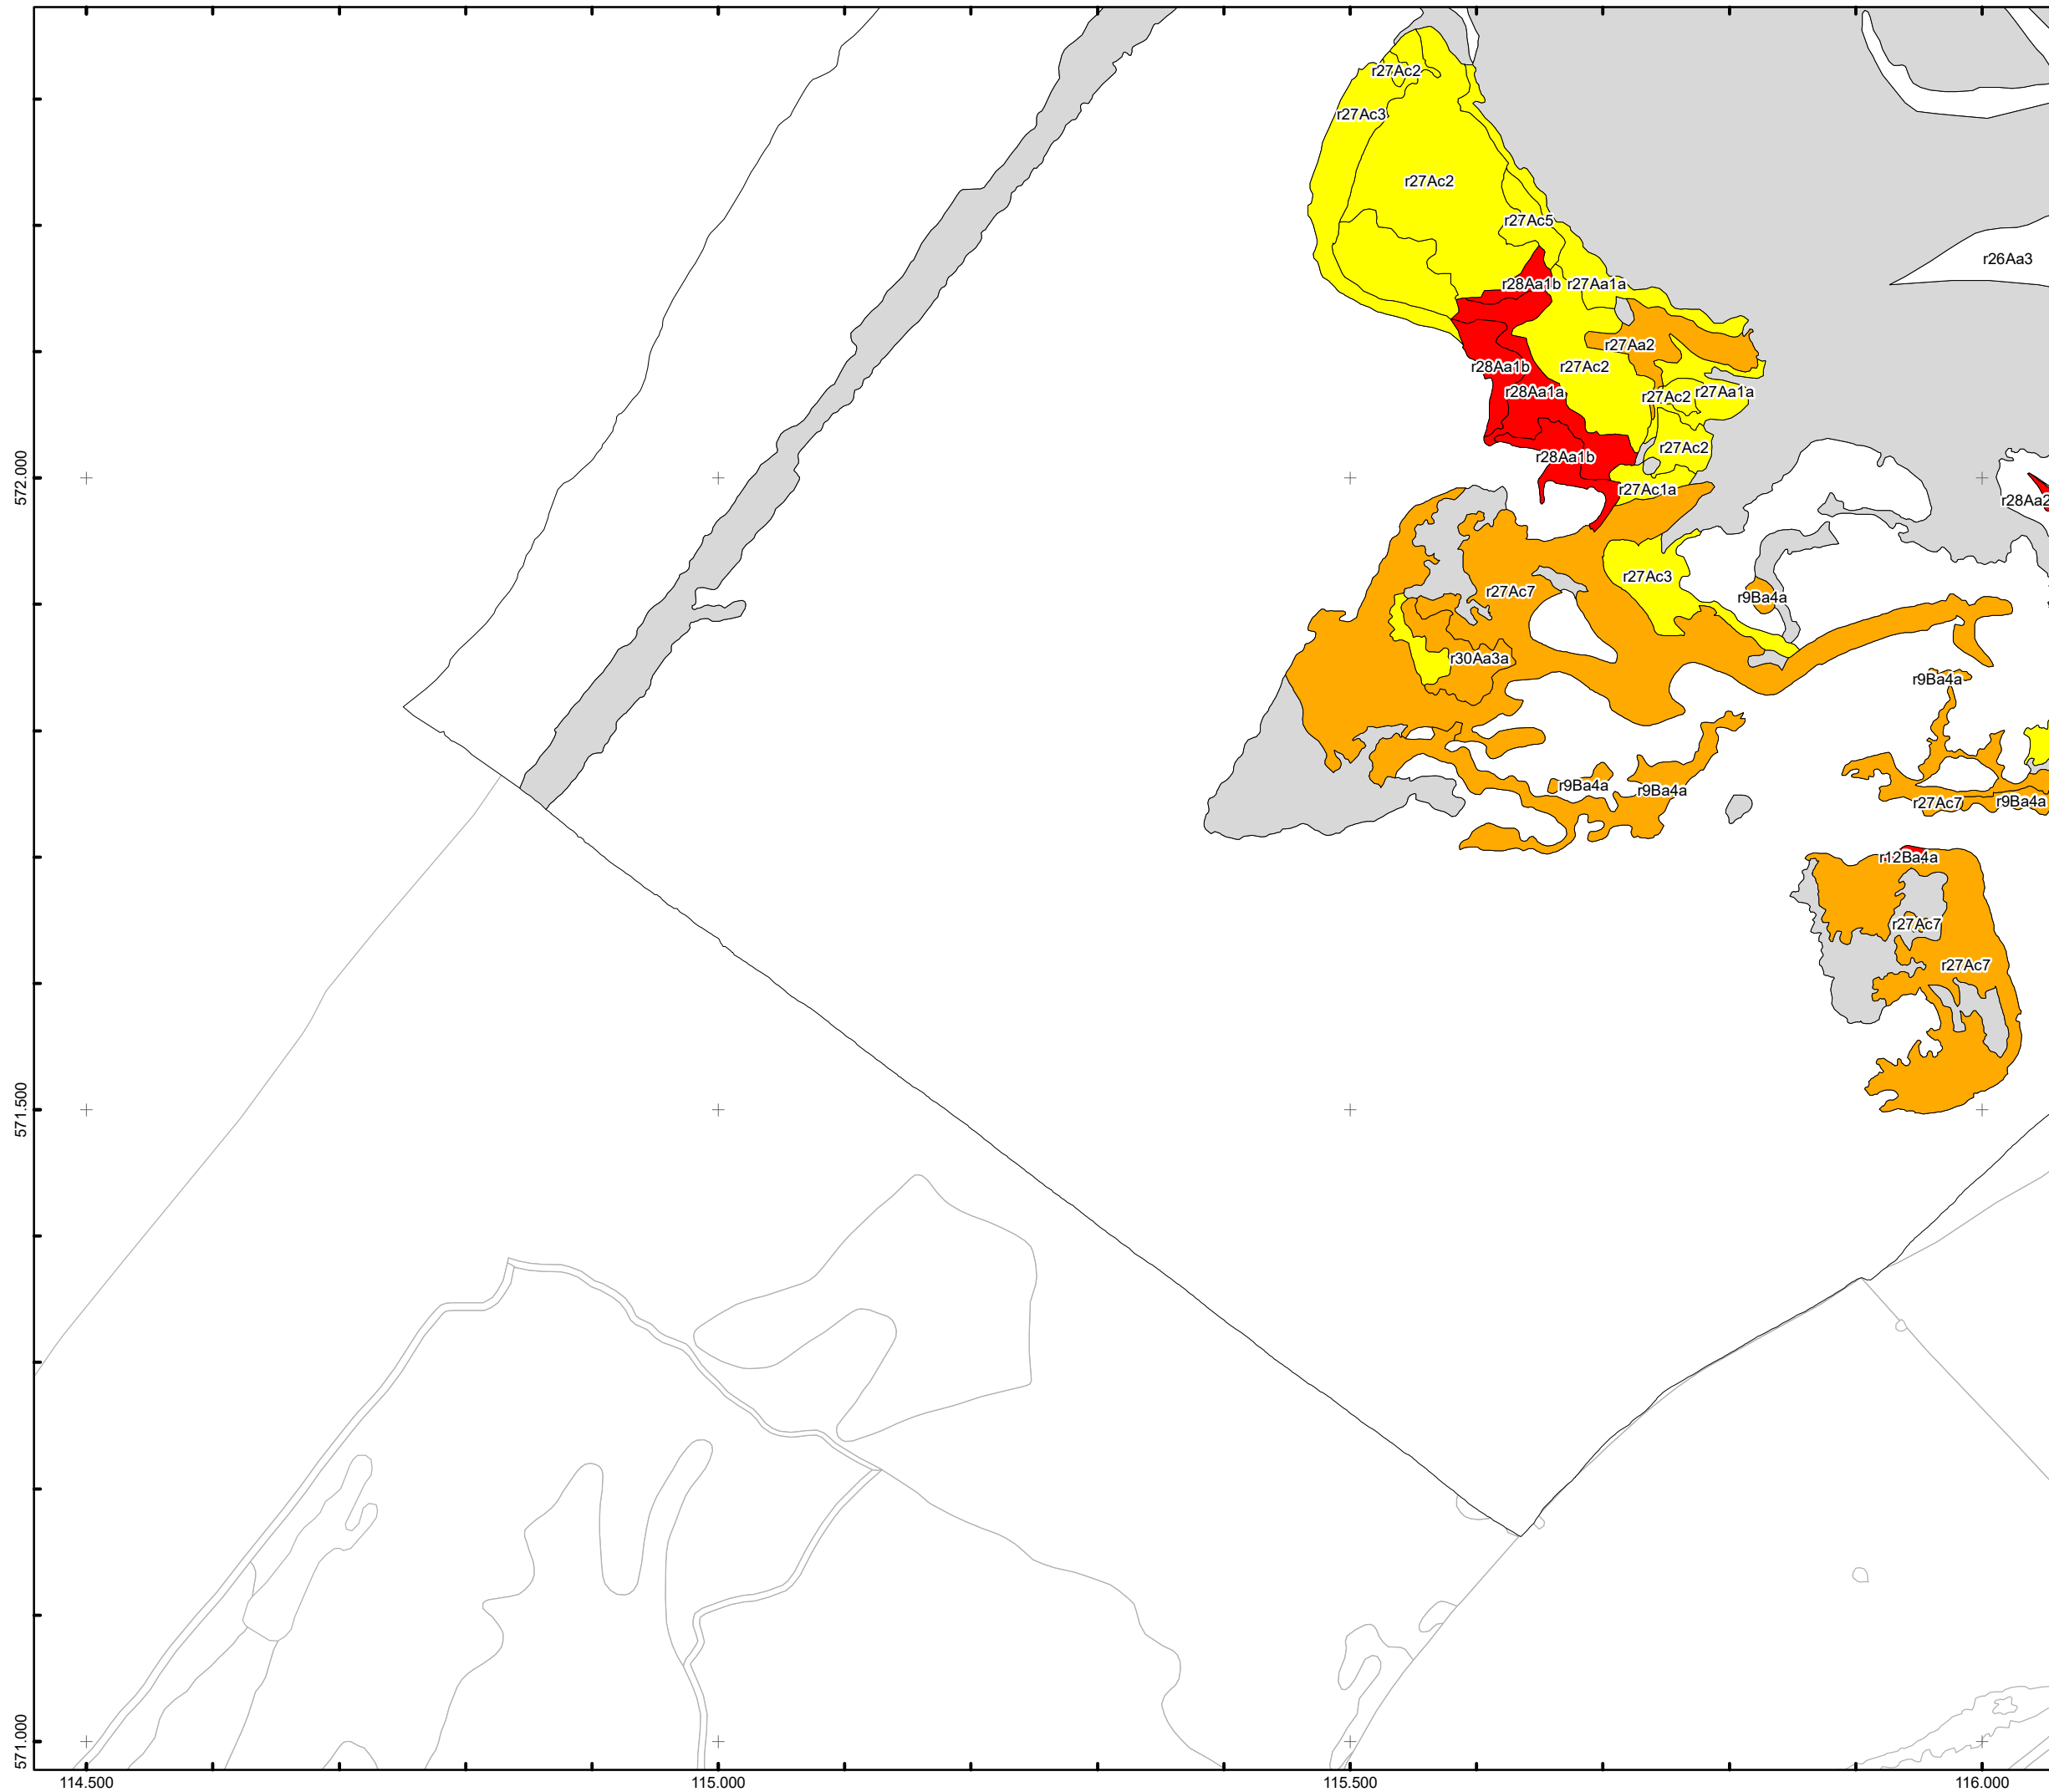 r27Ac2
r27Ac3
r27Ac2
r27Ac5
r26Aa3
r28Aa1b
r27Aa1a
r27Aa2
r28Aa1b
r27Ac2
r28Aa1a
r27Ac2
r27Aa1a
r27Ac2
r28Aa1b
572.000
r27Ac1a
r28Aa2
r27Ac3
r27Ac7
r9Ba4a
r30Aa3a
r9Ba4a
r9Ba4a
r9Ba4a
r27Ac7
r9Ba4a
r12Ba4a
r27Ac7
r27Ac7
571.500
571.000
114.500
115.000
115.500
116.000